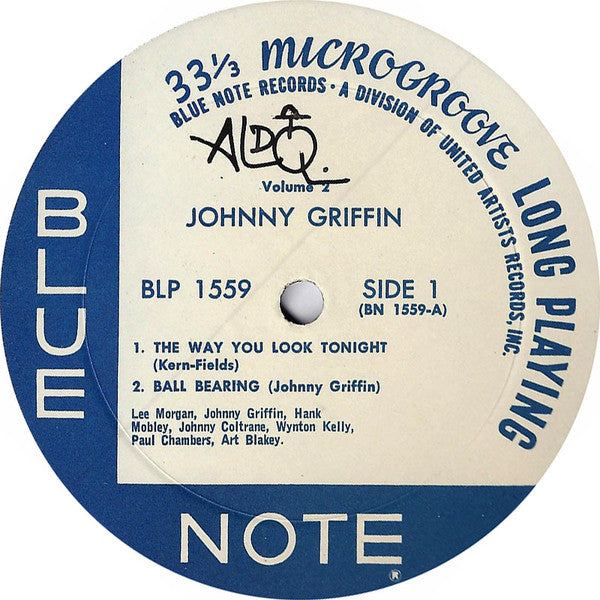 33⅓ MICROGROOVE LONG PLAYING
BLUE NOTE RECORDS • A DIVISION OF UNITED ARTISTS RECORDS, INC.
ALDO.
Volume 2
JOHNNY GRIFFIN
BLP 1559 SIDE 1
(BN 1559-A)
1. THE WAY YOU LOOK TONIGHT
(Kern-Fields)
2. BALL BEARING (Johnny Griffin)
Lee Morgan, Johnny Griffin, Hank
Mobley, Johnny Coltrane, Wynton Kelly,
Paul Chambers, Art Blakey.
BLUE
NOTE®